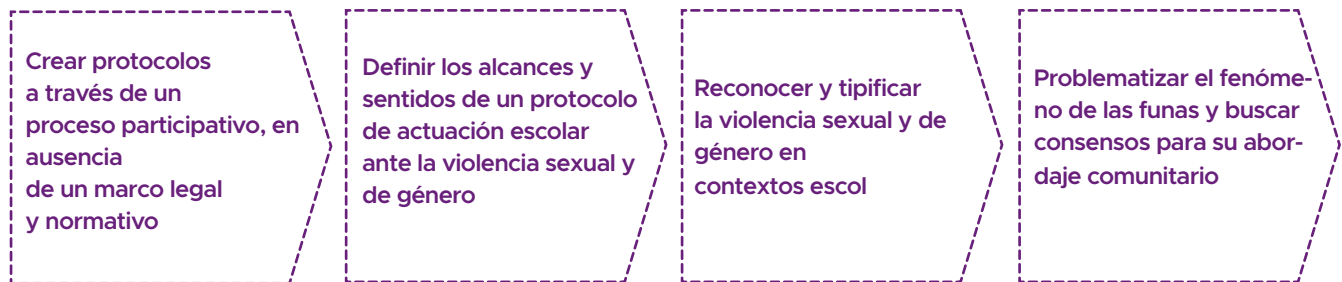 Crear protocolos
a través de un
proceso participativo, en
ausencia
de un marco legal
y normativo
Definir los alcances y
sentidos de un protocolo
de actuación escolar
ante la violencia sexual y
de género
Reconocer y tipificar
la violencia sexual y de
género en
contextos escol
Problematizar el fenóme-
no de las funas y buscar
consensos para su abor-
daje comunitario